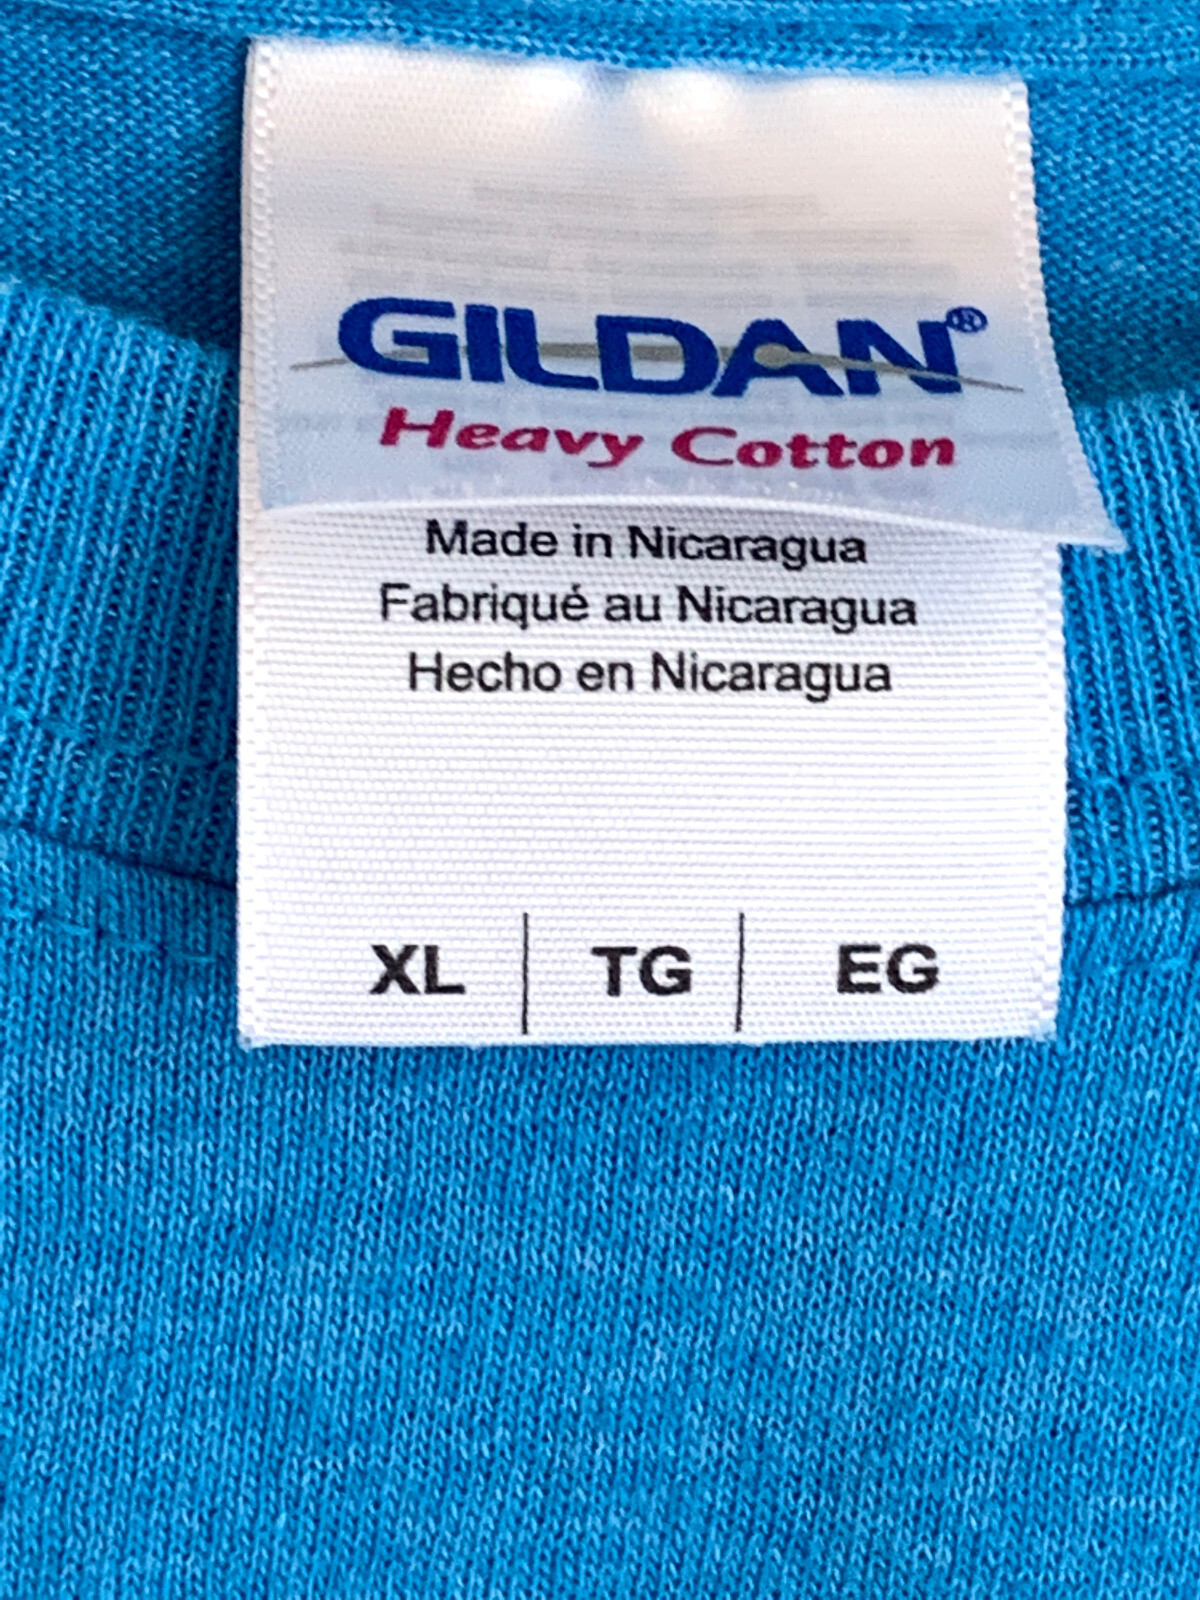 GILDAN®
Heavy Cotton
Made in Nicaragua
Fabriqué au Nicaragua
Hecho en Nicaragua
XL | TG | EG